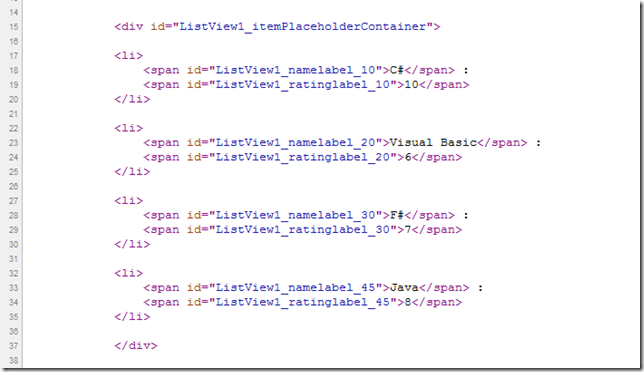 14
15 <div id="ListView1_itemPlaceholderContainer">
16
17 <li>
18 <span id="ListView1_namelabel_10">C#</span> :
19 <span id="ListView1_ratinglabel_10">10</span>
20 </li>
21
22 <li>
23 <span id="ListView1_namelabel_20">Visual Basic</span> :
24 <span id="ListView1_ratinglabel_20">6</span>
25 </li>
26
27 <li>
28 <span id="ListView1_namelabel_30">F#</span> :
29 <span id="ListView1_ratinglabel_30">7</span>
30 </li>
31
32 <li>
33 <span id="ListView1_namelabel_45">Java</span> :
34 <span id="ListView1_ratinglabel_45">8</span>
35 </li>
36
37 </div>
38